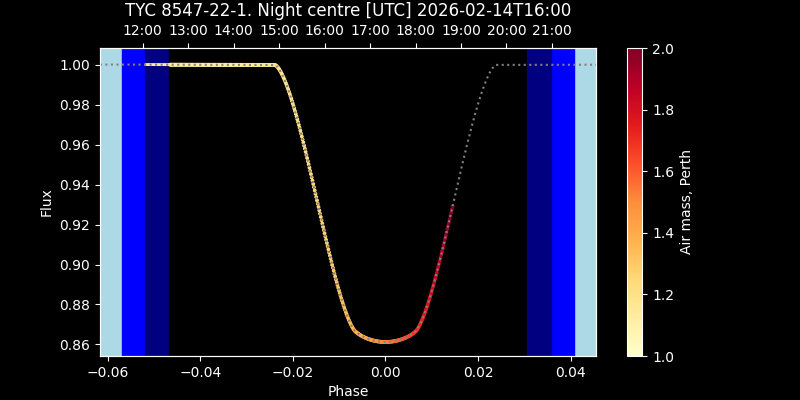 TYC 8547-22-1. Night centre [UTC] 2026-02-14T16:00
12:00 13:00 14:00 15:00 16:00 17:00 18:00 19:00 20:00 21:00
1.00
0.98
0.96
0.94
0.92
0.90
0.88
0.86
Flux
−0.06 −0.04 −0.02 0.00 0.02 0.04
Phase
2.0
1.8
1.6
1.4
1.2
1.0
Air mass, Perth